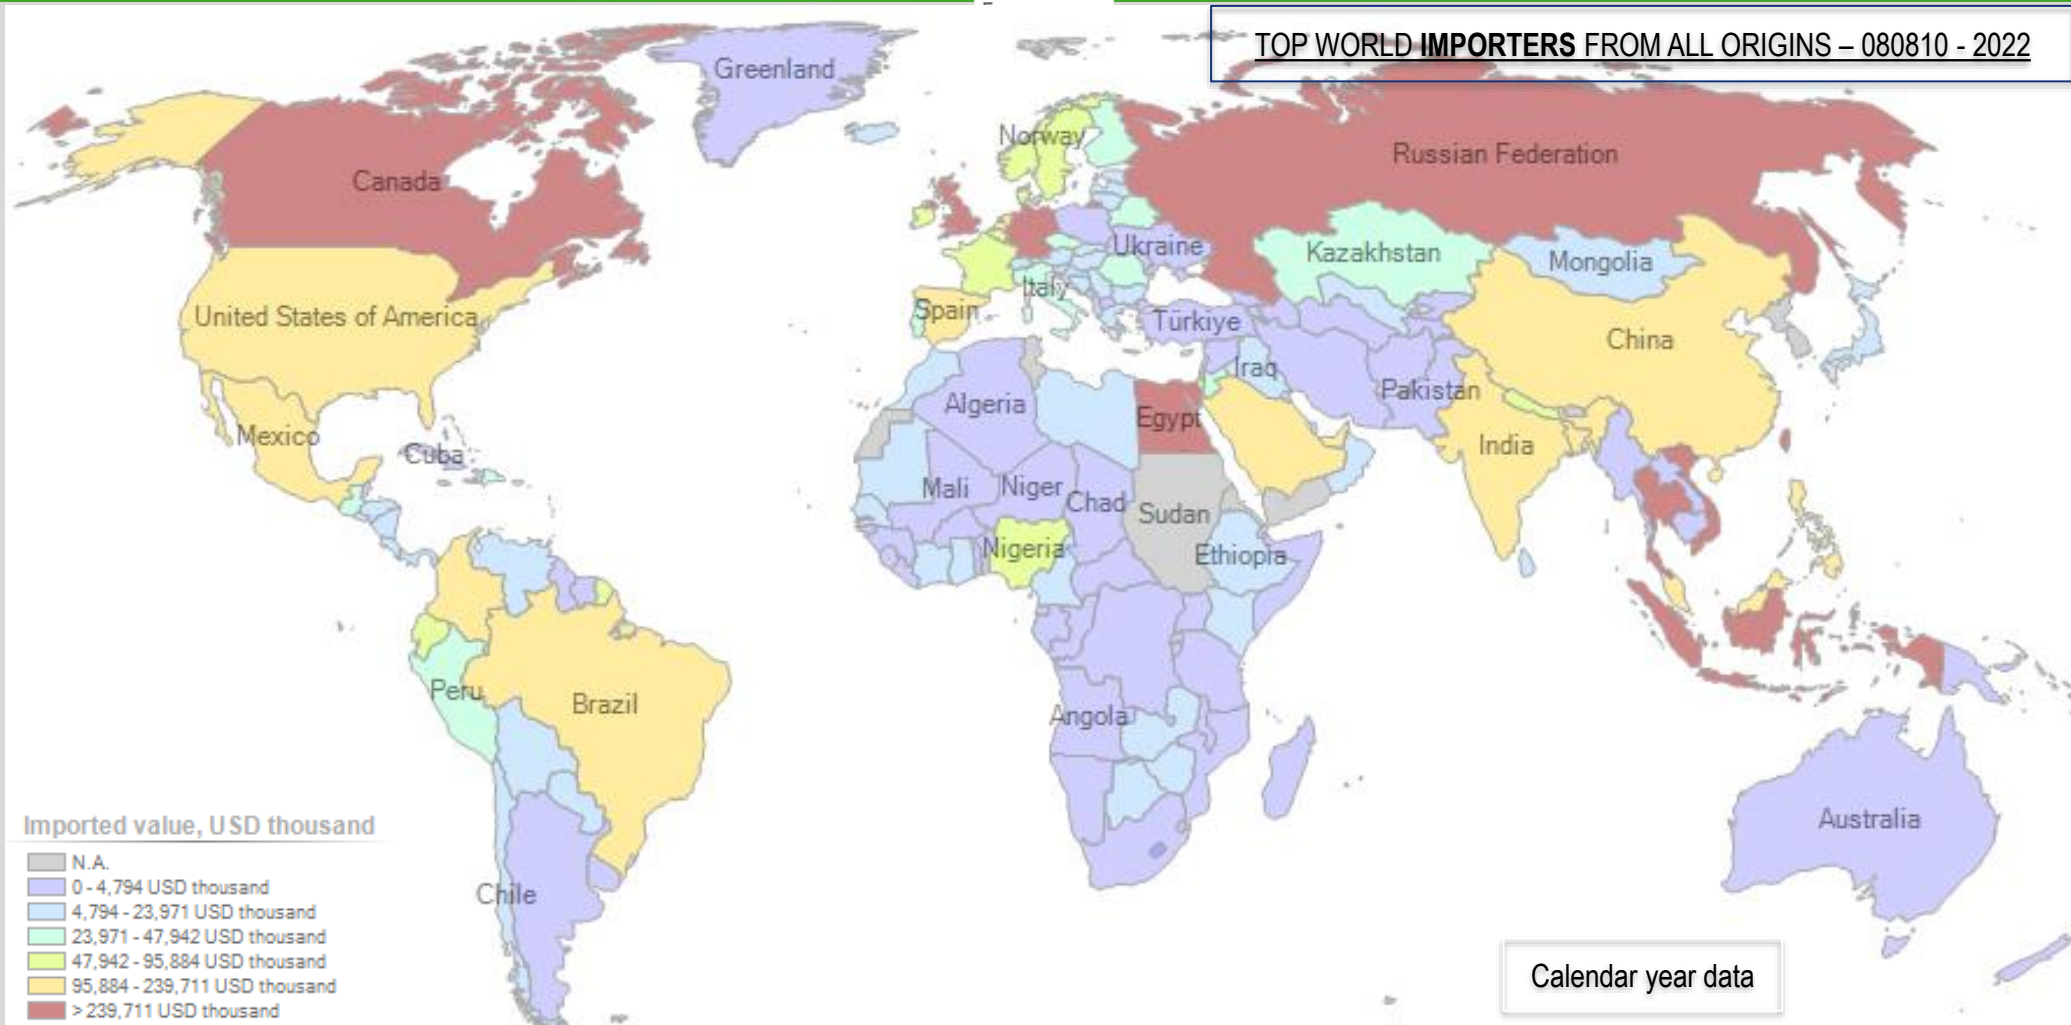 TOP WORLD IMPORTERS FROM ALL ORIGINS – 080810 - 2022
Greenland
Norway
Russian Federation
Canada
Ukraine
Kazakhstan
Mongolia
Italy
United States of America
Spain
Türkiye
China
Iraq
Pakistan
Algeria
Egypt
Mexico
India
Cuba
Mali
Niger
Chad
Sudan
Nigeria
Ethiopia
Peru
Brazil
Angola
Australia
Chile
Imported value, USD thousand
N.A.
0 - 4,794 USD thousand
4,794 - 23,971 USD thousand
23,971 - 47,942 USD thousand
47,942 - 95,884 USD thousand
95,884 - 239,711 USD thousand
> 239,711 USD thousand
Calendar year data